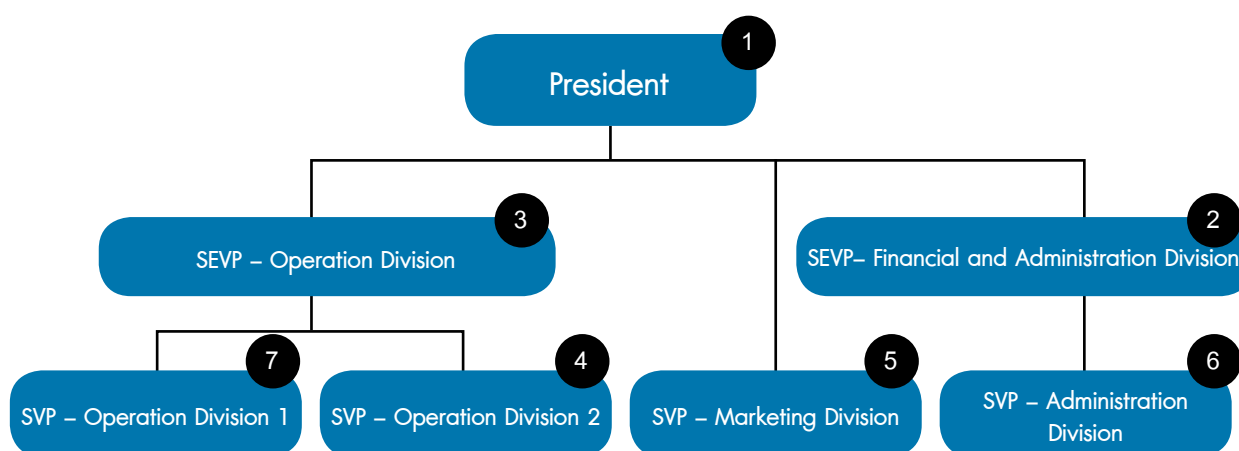 1
President
3
SEVP – Operation Division
2
SEVP– Financial and Administration Division
7
SVP – Operation Division 1
4
SVP – Operation Division 2
5
SVP – Marketing Division
6
SVP – Administration
Division